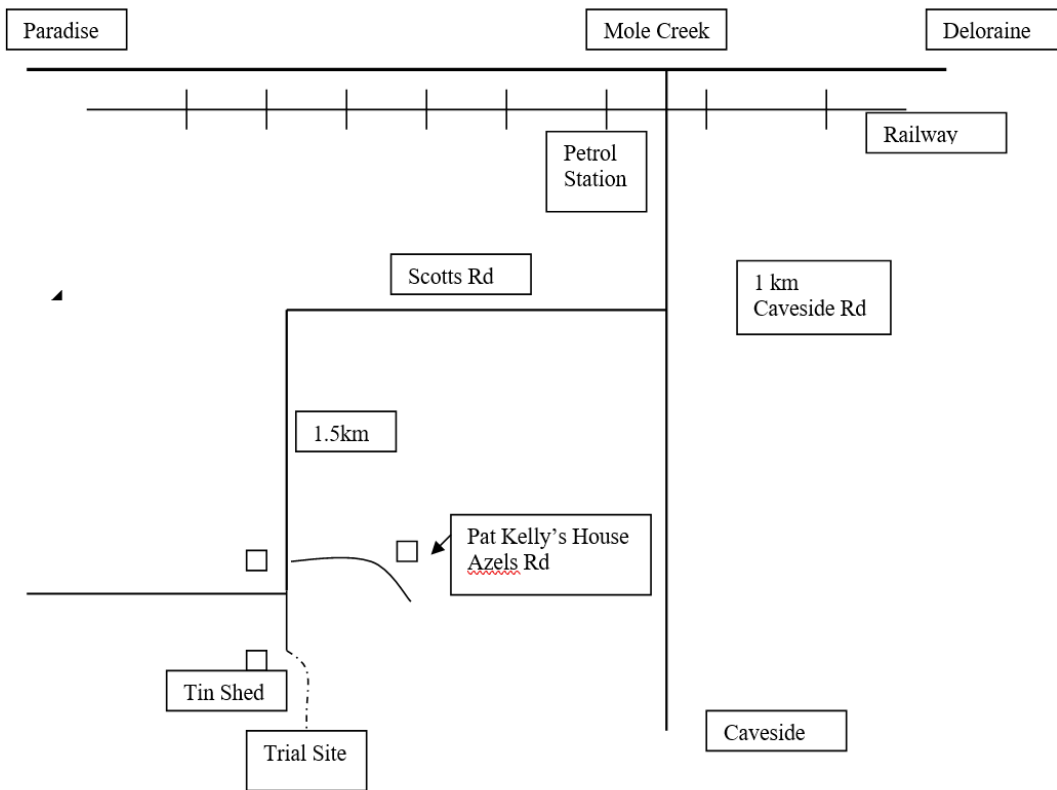 Paradise
Mole Creek
Deloraine
Railway
Petrol
Station
Scotts Rd
1 km
Caveside Rd
1.5km
Pat Kelly's House
Azels Rd
Tin Shed
Caveside
Trial Site